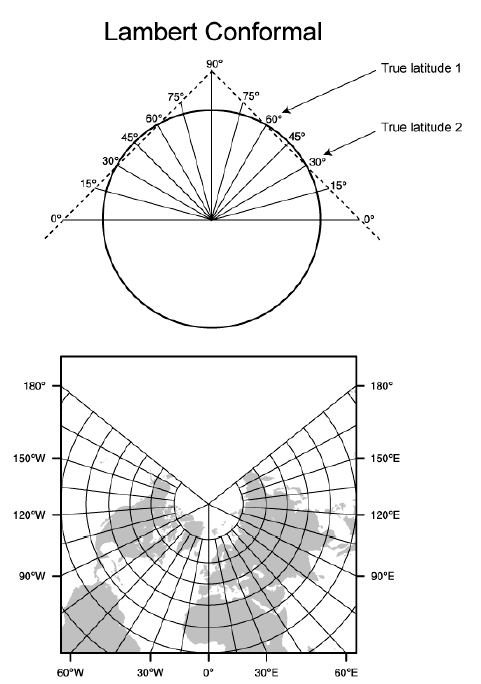 Lambert Conformal
90°
True latitude 1
75° 75°
60° 60°
True latitude 2
45° 45°
30° 30°
15° 15°
0° 0°
180° 180°
150°W 150°E
120°W 120°E
90°W 90°E
60°W 30°W 0° 30°E 60°E